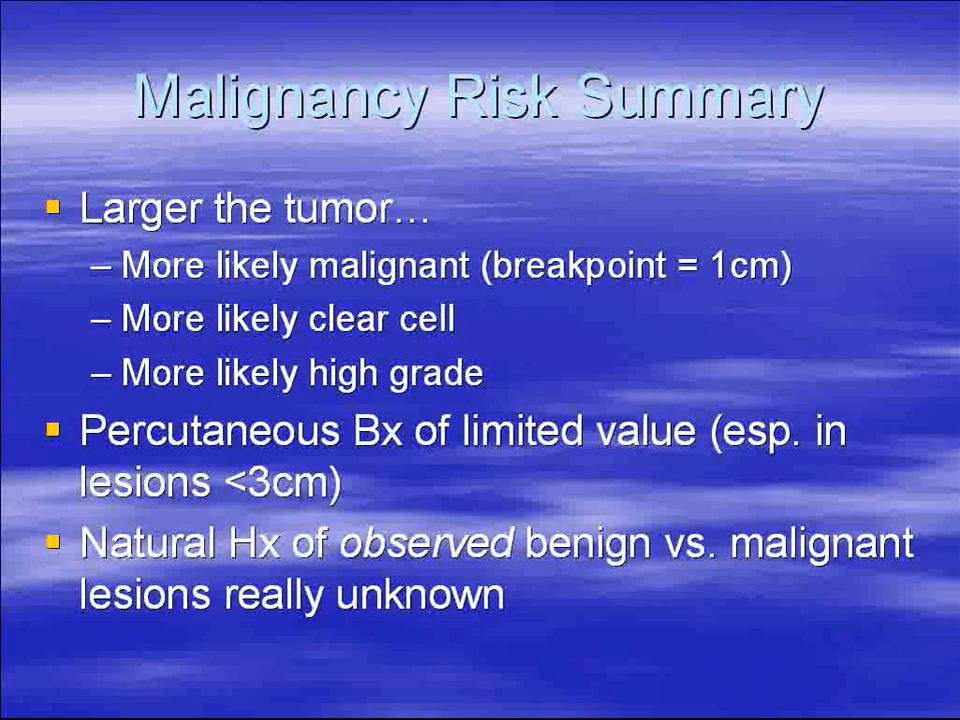 Malignancy Risk Summary
▪ Larger the tumor…
– More likely malignant (breakpoint = 1cm)
– More likely clear cell
– More likely high grade
▪ Percutaneous Bx of limited value (esp. in
lesions <3cm)
▪ Natural Hx of observed benign vs. malignant
lesions really unknown